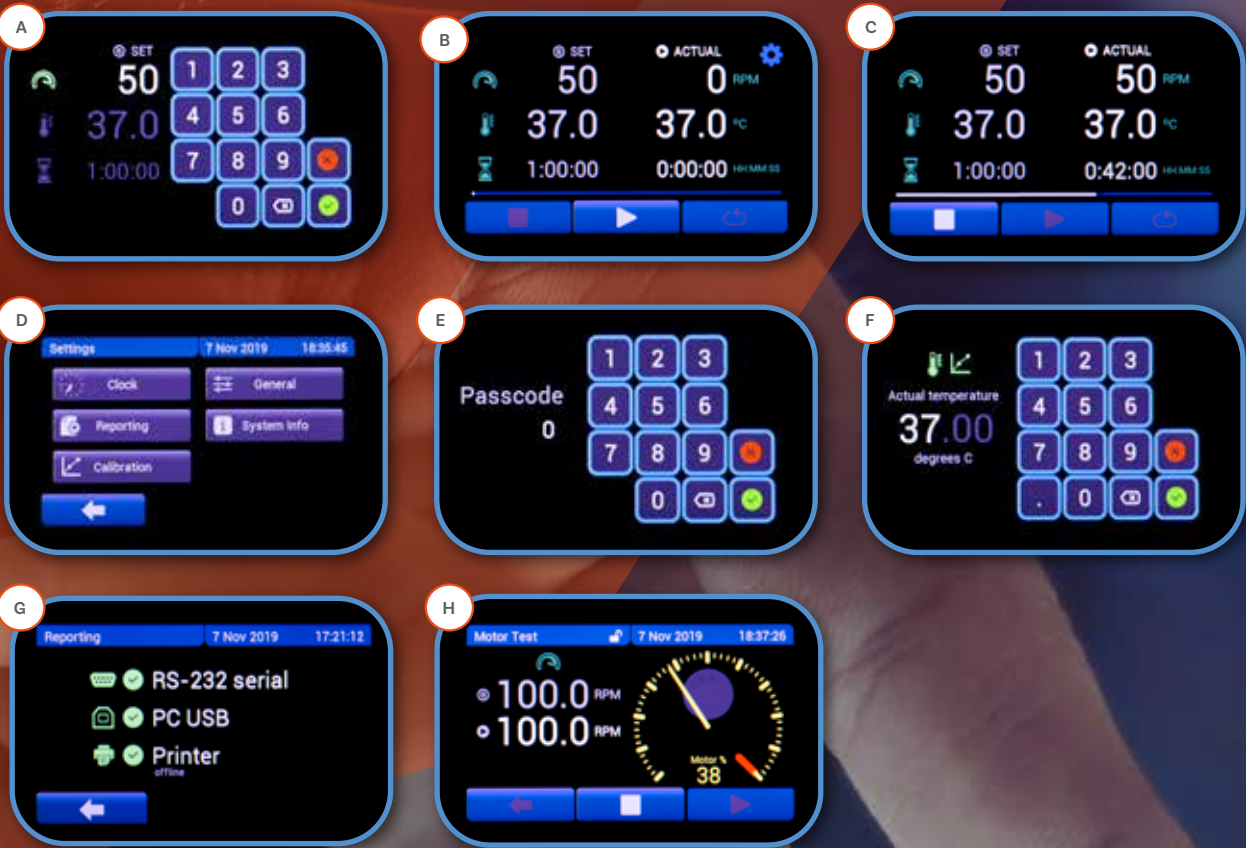 A
SET
50
37.0
1:00:00
1 2 3
4 5 6
7 8 9
0
B
SET ACTUAL
50 0 RPM
37.0 37.0 °C
1:00:00 0:00:00 HH:MM:SS
C
SET ACTUAL
50 50 RPM
37.0 37.0 °C
1:00:00 0:42:00 HH:MM:SS
D
Settings 7 Nov 2019 18:35:45
Clock General
Reporting System Info
Calibration
E
Passcode
0
1 2 3
4 5 6
7 8 9
0
F
Actual temperature
37.00
degrees C
1 2 3
4 5 6
7 8 9
. 0
G
Reporting 7 Nov 2019 17:21:12
RS-232 serial
PC USB
Printer
offline
H
Motor Test 7 Nov 2019 18:37:26
100.0 RPM
100.0 RPM
Motor %
38